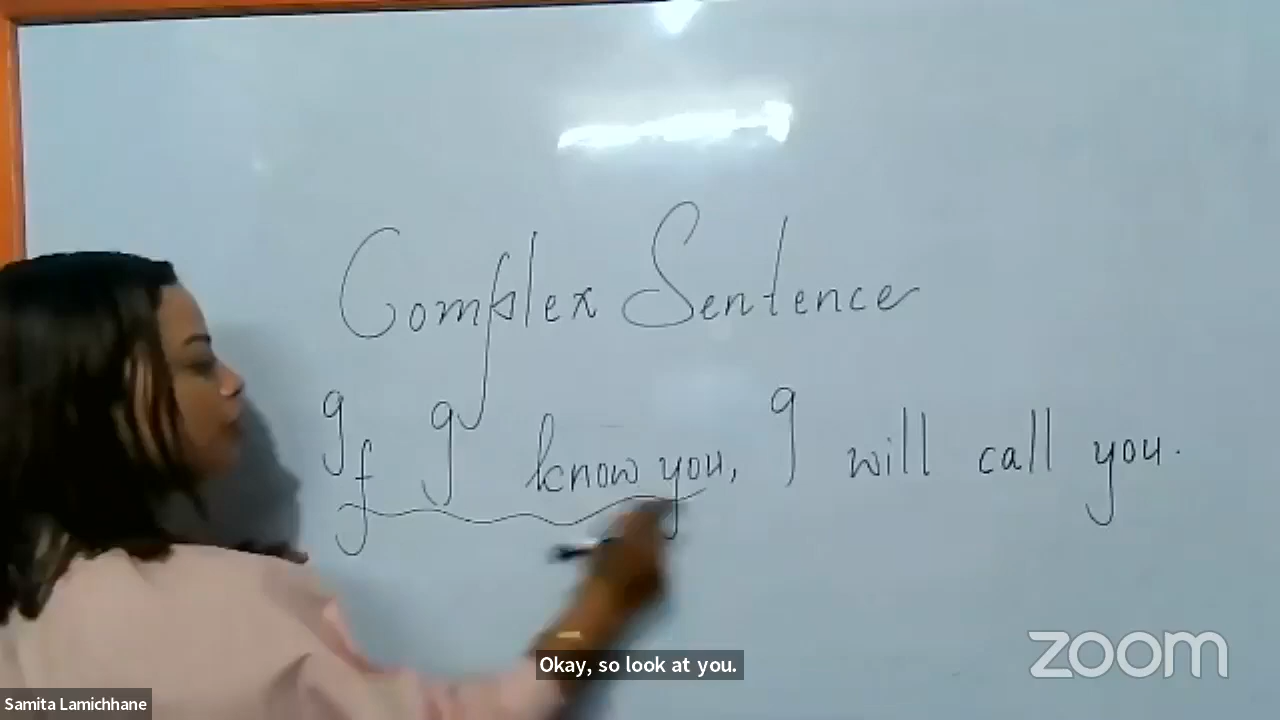 Complex Sentence
If I know you, I will call you.
Okay, so look at you.
zoom
Samita Lamichhane